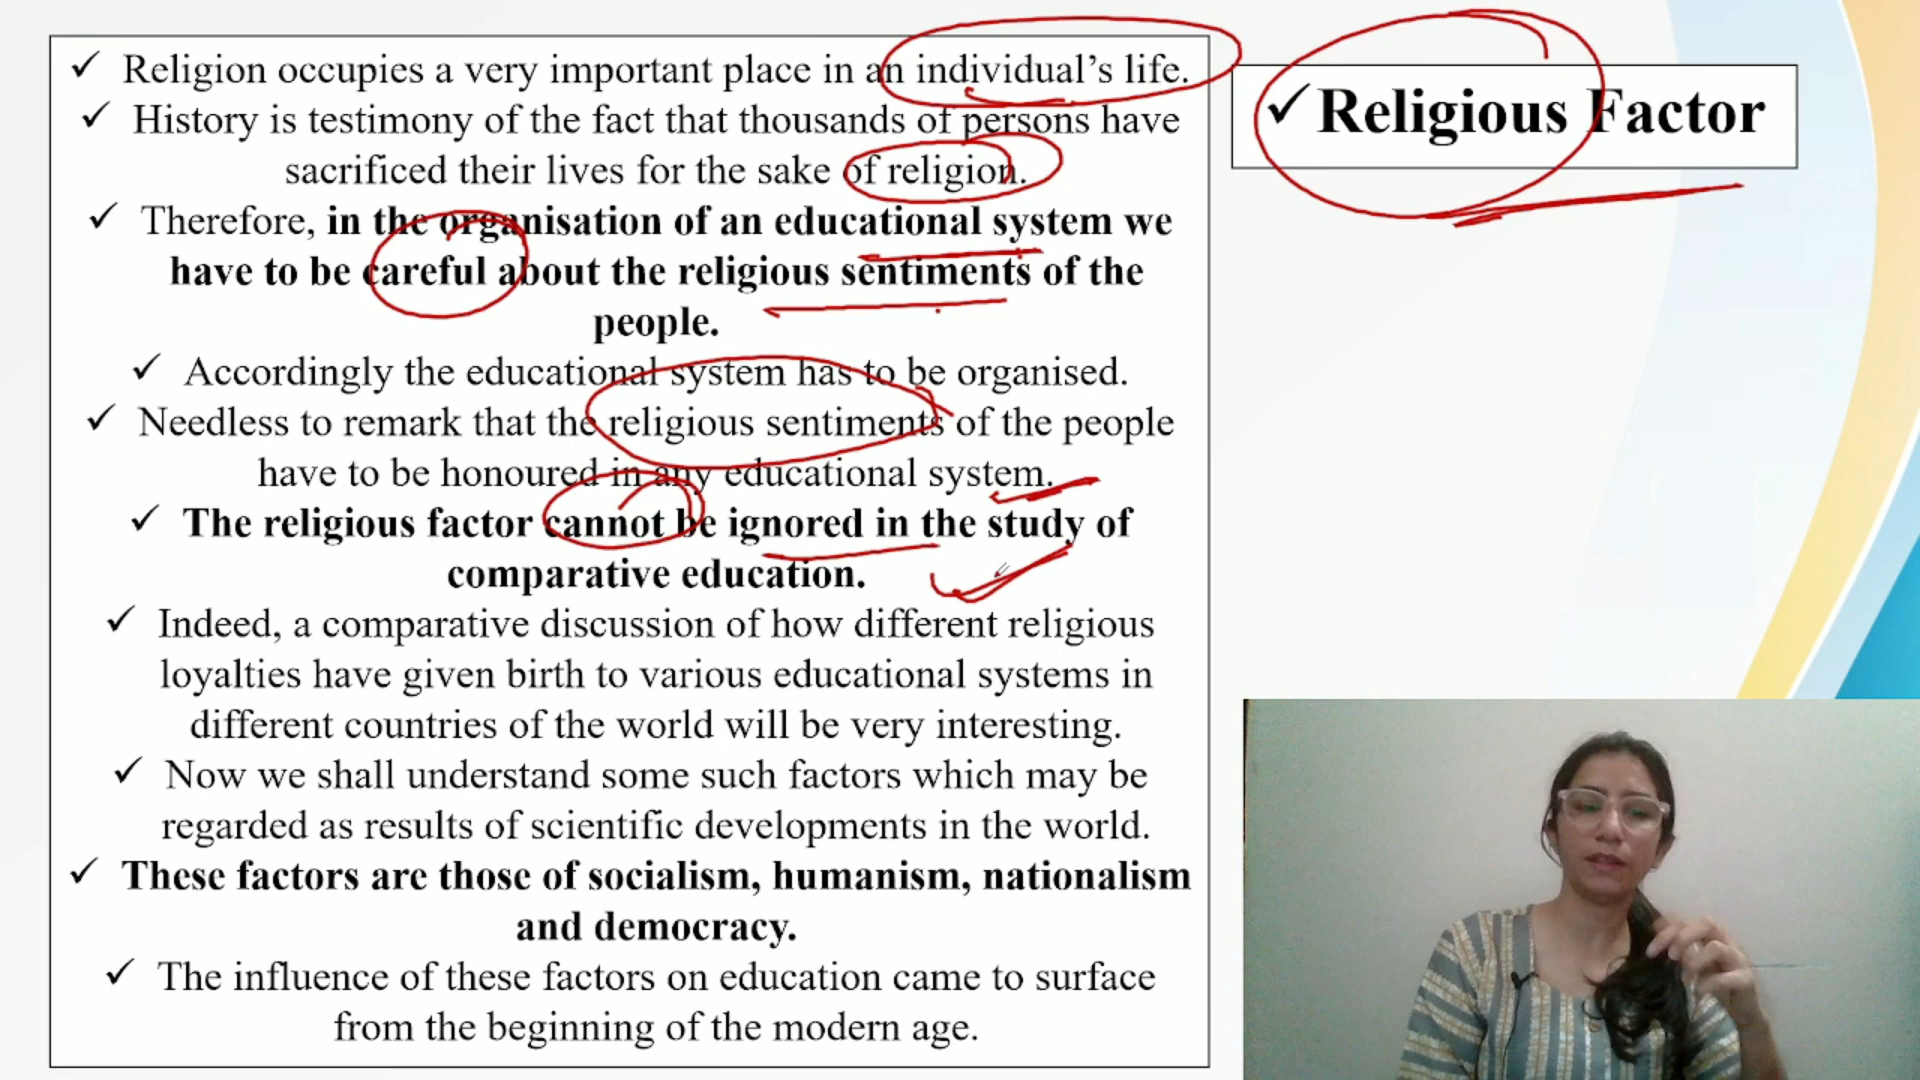 ✓ Religion occupies a very important place in an individual’s life.
✓ History is testimony of the fact that thousands of persons have
sacrificed their lives for the sake of religion.
✓ Therefore, in the organisation of an educational system we
have to be careful about the religious sentiments of the
people.
✓ Accordingly the educational system has to be organised.
✓ Needless to remark that the religious sentiments of the people
have to be honoured in any educational system.
✓ The religious factor cannot be ignored in the study of
comparative education.
✓ Indeed, a comparative discussion of how different religious
loyalties have given birth to various educational systems in
different countries of the world will be very interesting.
✓ Now we shall understand some such factors which may be
regarded as results of scientific developments in the world.
✓ These factors are those of socialism, humanism, nationalism
and democracy.
✓ The influence of these factors on education came to surface
from the beginning of the modern age.
✓Religious Factor